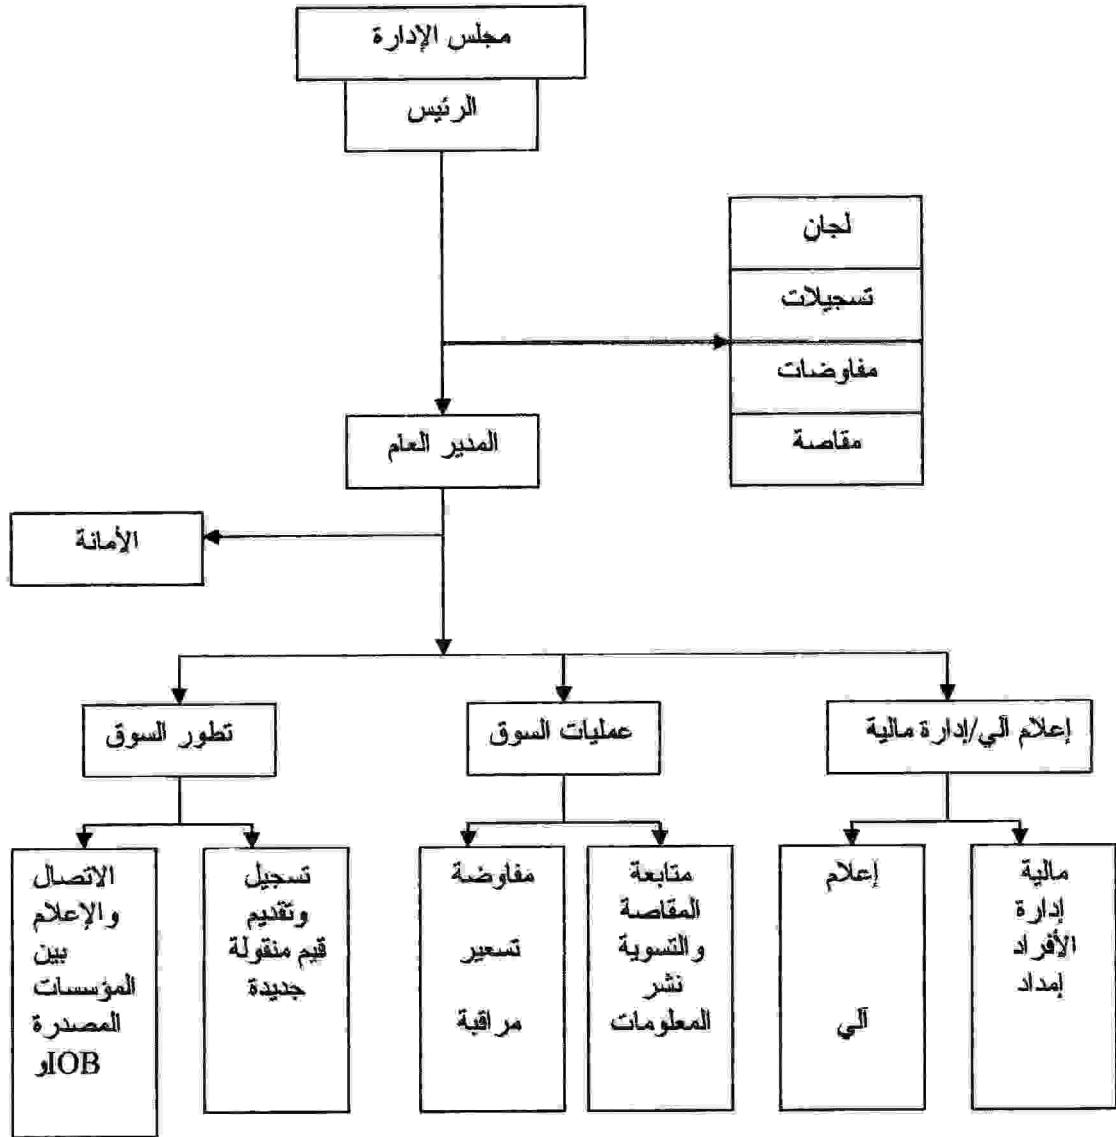 مجلس الإدارة
الرئيس
لجان
تسجيلات
مفاوضات
مقاصة
المدير العام
الأمانة
إعلام آلي/إدارة مالية
عمليات السوق
تطور السوق
مالية
إدارة
الأفراد
إمداد
إعلام
آلي
متابعة
المقاصة
والتسوية
نشر
المعلومات
مفاوضة
تسعير
مراقبة
تسجيل
وتقديم
قيم منقولة
جديدة
الاتصال
والإعلام
بين
المؤسسات
المصدرة
وIOB